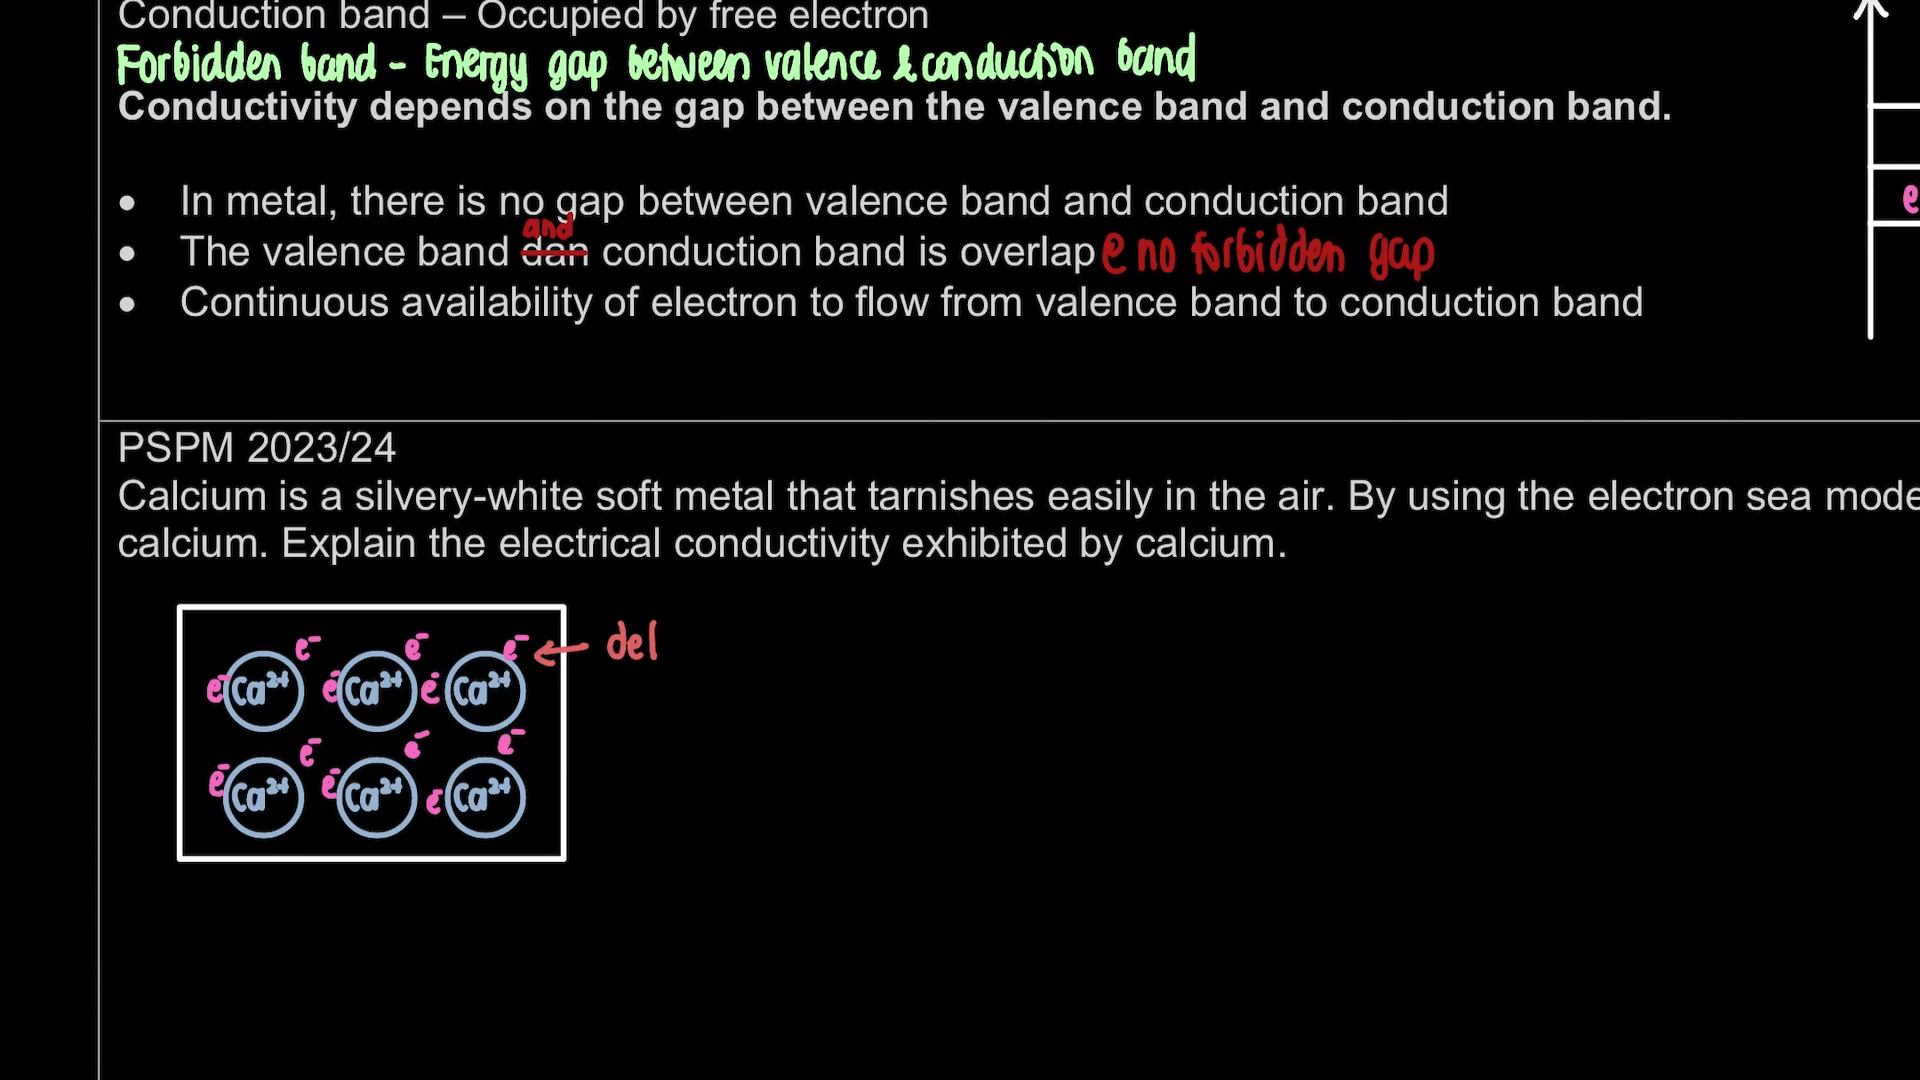 Conduction band – Occupied by free electron
Forbidden band - Energy gap between valence & conduction band
Conductivity depends on the gap between the valence band and conduction band.
• In metal, there is no gap between valence band and conduction band
and
• The valence band dan conduction band is overlap @ no forbidden gap
• Continuous availability of electron to flow from valence band to conduction band
e
PSPM 2023/24
Calcium is a silvery-white soft metal that tarnishes easily in the air. By using the electron sea mode
calcium. Explain the electrical conductivity exhibited by calcium.
e⁻ e⁻ e⁻ ← del
e⁻ Ca²⁺ e⁻ Ca²⁺ e⁻ Ca²⁺
e⁻ e⁻ e⁻
e⁻ Ca²⁺ e⁻ Ca²⁺ e⁻ Ca²⁺